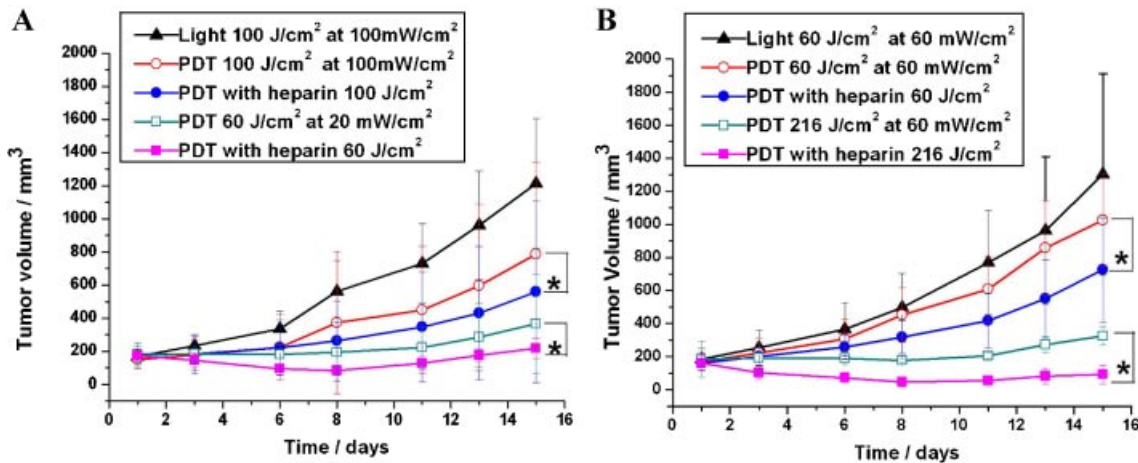 A
Light 100 J/cm² at 100mW/cm²
PDT 100 J/cm² at 100mW/cm²
PDT with heparin 100 J/cm²
PDT 60 J/cm² at 20 mW/cm²
PDT with heparin 60 J/cm²
Tumor volume / mm³
2000
1800
1600
1400
1200
1000
800
600
400
200
0
*
*
0 2 4 6 8 10 12 14 16
Time / days
B
Light 60 J/cm² at 60 mW/cm²
PDT 60 J/cm² at 60 mW/cm²
PDT with heparin 60 J/cm²
PDT 216 J/cm² at 60 mW/cm²
PDT with heparin 216 J/cm²
Tumor Volume / mm³
2000
1800
1600
1400
1200
1000
800
600
400
200
0
*
*
0 2 4 6 8 10 12 14 16
Time / days